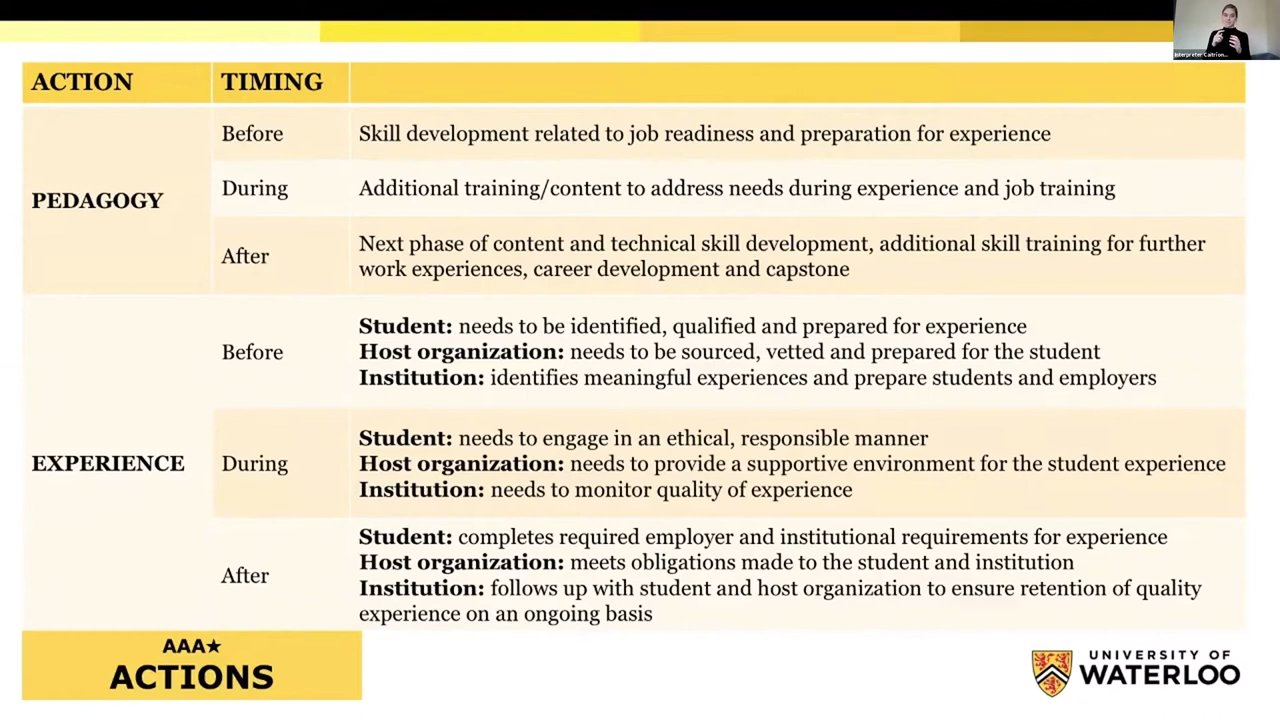 Interpreter Caitrion...
ACTION TIMING
PEDAGOGY
Before Skill development related to job readiness and preparation for experience
During Additional training/content to address needs during experience and job training
After Next phase of content and technical skill development, additional skill training for further
work experiences, career development and capstone
EXPERIENCE
Before Student: needs to be identified, qualified and prepared for experience
Host organization: needs to be sourced, vetted and prepared for the student
Institution: identifies meaningful experiences and prepare students and employers
During Student: needs to engage in an ethical, responsible manner
Host organization: needs to provide a supportive environment for the student experience
Institution: needs to monitor quality of experience
After Student: completes required employer and institutional requirements for experience
Host organization: meets obligations made to the student and institution
Institution: follows up with student and host organization to ensure retention of quality
experience on an ongoing basis
AAA★
ACTIONS
UNIVERSITY OF
WATERLOO